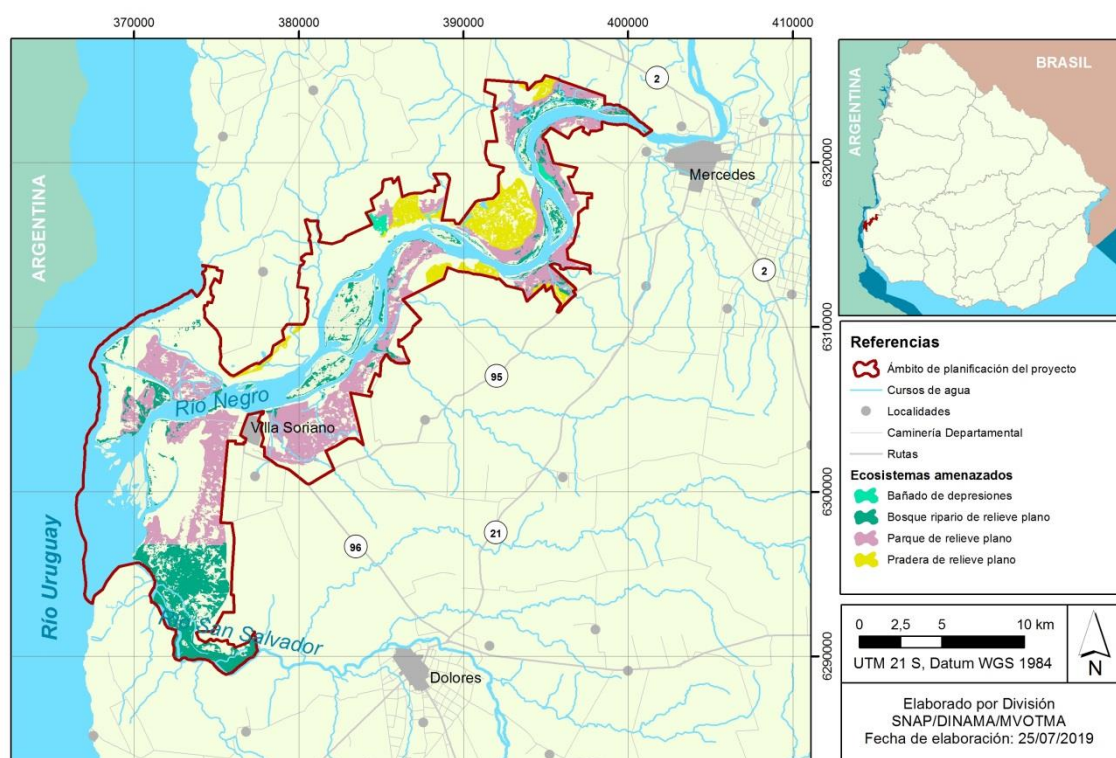 370000
380000
390000
400000
410000
6320000
6310000
6300000
6290000
ARGENTINA
2
Mercedes
2
95
Río Negro
Villa Soriano
21
96
Río Uruguay
San Salvador
Dolores
BRASIL
ARGENTINA
Referencias
Ámbito de planificación del proyecto
Cursos de agua
Localidades
Caminería Departamental
Rutas
Ecosistemas amenazados
Bañado de depresiones
Bosque ripario de relieve plano
Parque de relieve plano
Pradera de relieve plano
0 2,5 5 10 km
UTM 21 S, Datum WGS 1984
N
Elaborado por División
SNAP/DINAMA/MVOTMA
Fecha de elaboración: 25/07/2019